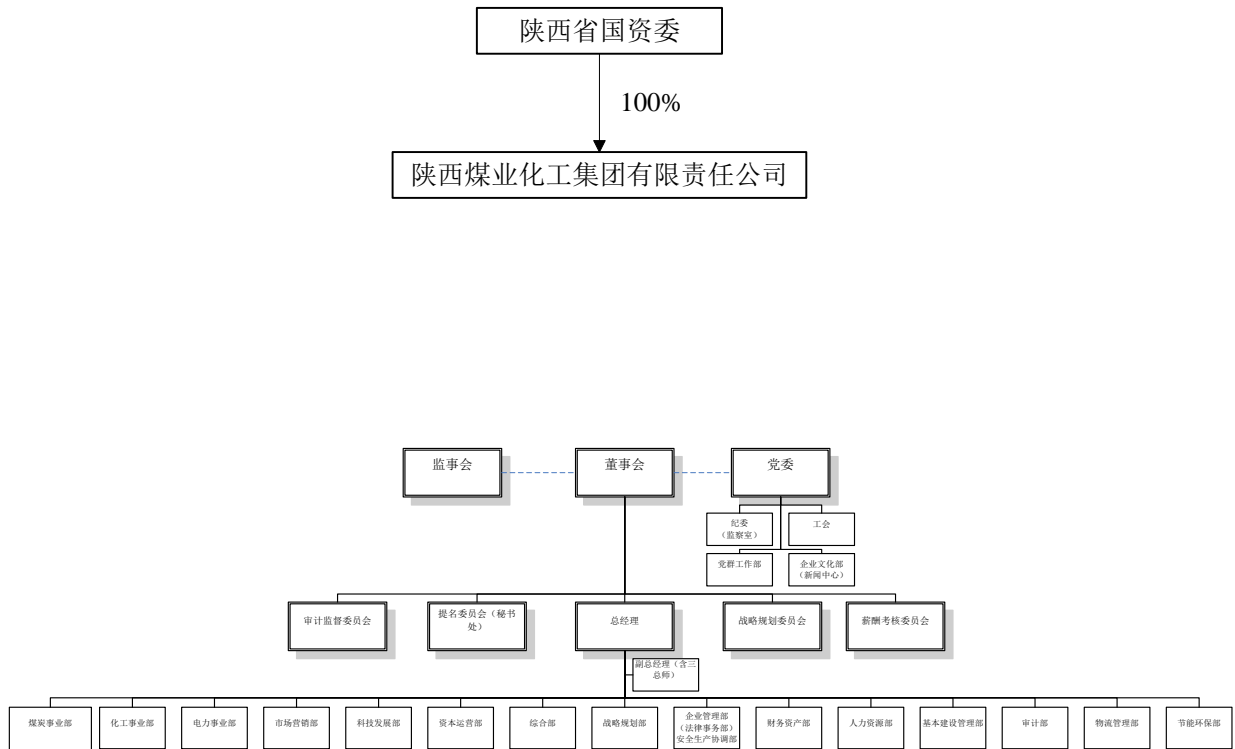 陕西省国资委
100%
陕西煤业化工集团有限责任公司
监事会
董事会
党委
纪委
（监察室）
工会
党群工作部
企业文化部
（新闻中心）
审计监督委员会
提名委员会（秘书
处）
总经理
战略规划委员会
薪酬考核委员会
副总经理（含三
总师）
煤炭事业部
化工事业部
电力事业部
市场营销部
科技发展部
资本运营部
综合部
战略规划部
企业管理部
（法律事务部）
安全生产协调部
财务资产部
人力资源部
基本建设管理部
审计部
物流管理部
节能环保部